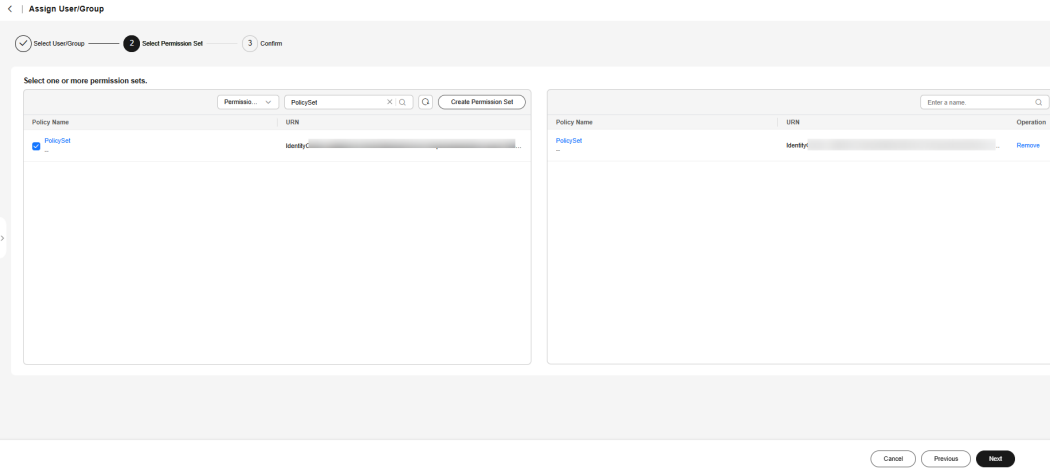 Assign User/Group
Select User/Group
2 Select Permission Set
3 Confirm
Select one or more permission sets.
Permissio... PolicySet Create Permission Set
Enter a name.
Policy Name URN
Policy Name URN Operation
PolicySet
--
Identity
...
PolicySet
--
Identity
...
Remove
Cancel Previous Next